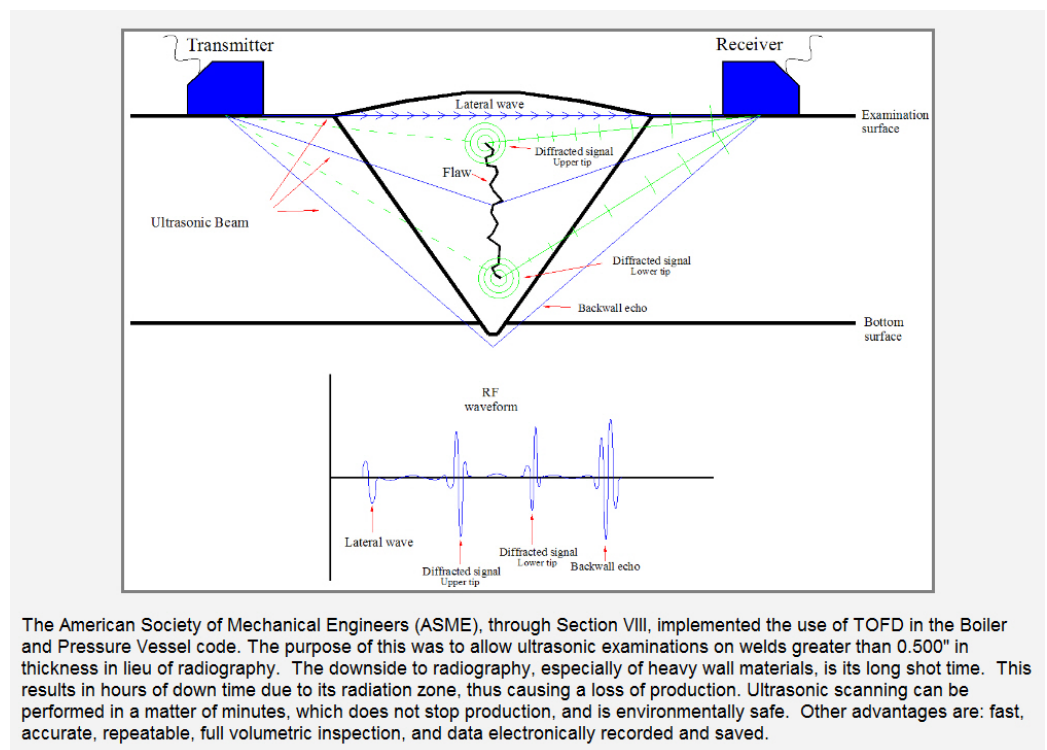 Transmitter
Receiver
Lateral wave
Examination
surface
Diffracted signal
Upper tip
Flaw
Ultrasonic Beam
Diffracted signal
Lower tip
Backwall echo
Bottom
surface
RF
waveform
Lateral wave
Diffracted signal
Upper tip
Diffracted signal
Lower tip
Backwall echo
The American Society of Mechanical Engineers (ASME), through Section VIII, implemented the use of TOFD in the Boiler
and Pressure Vessel code. The purpose of this was to allow ultrasonic examinations on welds greater than 0.500" in
thickness in lieu of radiography.  The downside to radiography, especially of heavy wall materials, is its long shot time.  This
results in hours of down time due to its radiation zone, thus causing a loss of production. Ultrasonic scanning can be
performed in a matter of minutes, which does not stop production, and is environmentally safe.  Other advantages are: fast,
accurate, repeatable, full volumetric inspection, and data electronically recorded and saved.